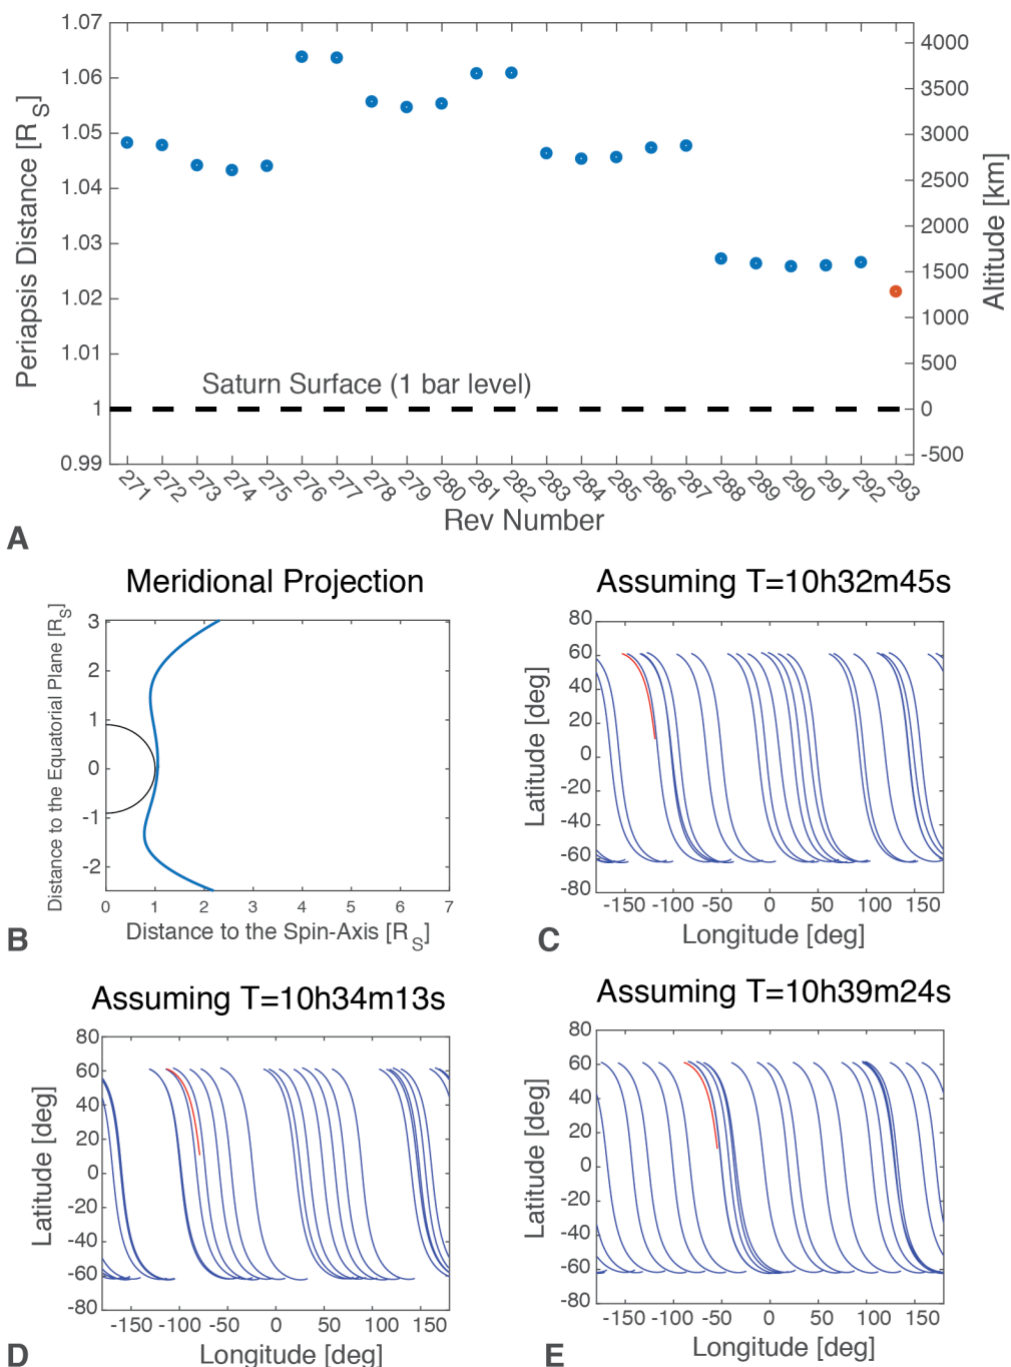 1.07
1.06
1.05
1.04
1.03
1.02
1.01
1
0.99
Periapsis Distance [R_S]
4000
3500
3000
2500
2000
1500
1000
500
0
-500
Altitude [km]
Saturn Surface (1 bar level)
271 272 273 274 275 276 277 278 279 280 281 282 283 284 285 286 287 288 289 290 291 292 293
Rev Number
A
Meridional Projection
Distance to the Equatorial Plane [R_S]
3
2
1
0
-1
-2
0 1 2 3 4 5 6 7
Distance to the Spin-Axis [R_S]
B
Assuming T=10h32m45s
Latitude [deg]
80
60
40
20
0
-20
-40
-60
-80
-150 -100 -50 0 50 100 150
Longitude [deg]
C
Assuming T=10h34m13s
Latitude [deg]
80
60
40
20
0
-20
-40
-60
-80
-150 -100 -50 0 50 100 150
Longitude [deg]
D
Assuming T=10h39m24s
Latitude [deg]
80
60
40
20
0
-20
-40
-60
-80
-150 -100 -50 0 50 100 150
Longitude [deg]
E